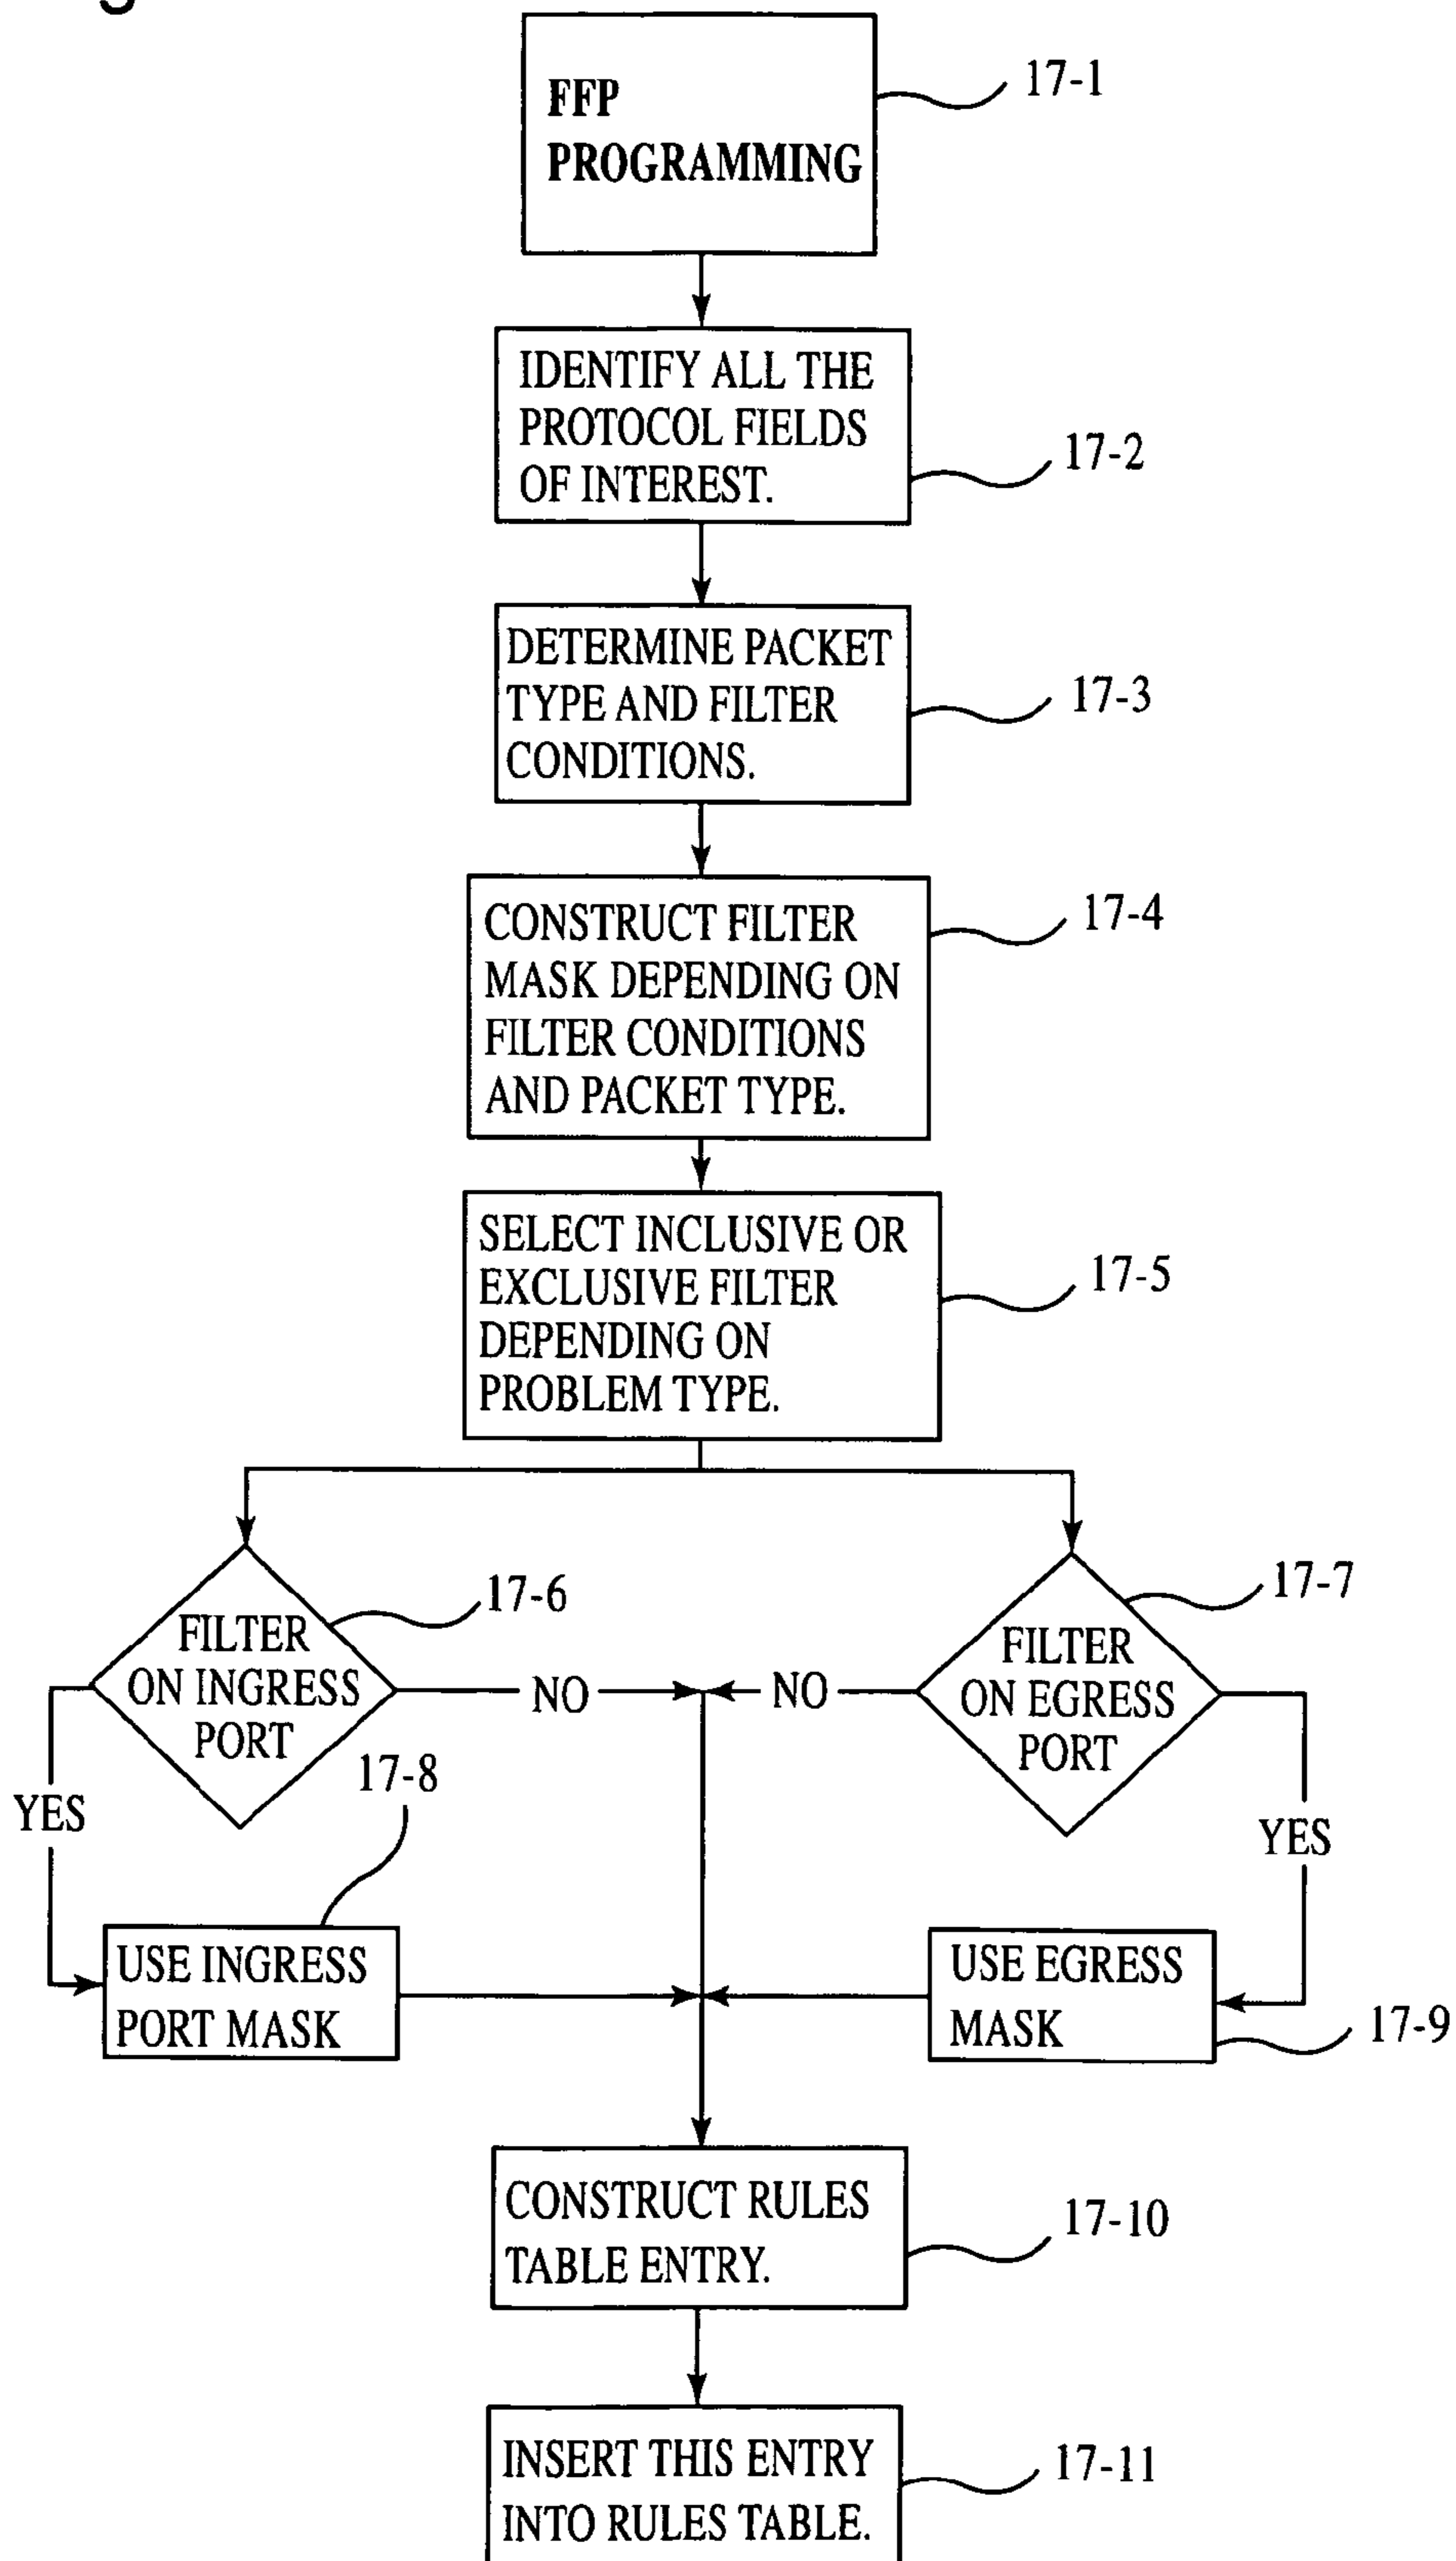 FFP
PROGRAMMING
17-1
IDENTIFY ALL THE
PROTOCOL FIELDS
OF INTEREST.
17-2
DETERMINE PACKET
TYPE AND FILTER
CONDITIONS.
17-3
CONSTRUCT FILTER
MASK DEPENDING ON
FILTER CONDITIONS
AND PACKET TYPE.
17-4
SELECT INCLUSIVE OR
EXCLUSIVE FILTER
DEPENDING ON
PROBLEM TYPE.
17-5
FILTER
ON INGRESS
PORT
17-6
NO
NO
FILTER
ON EGRESS
PORT
17-7
YES
YES
17-8
USE INGRESS
PORT MASK
USE EGRESS
MASK
17-9
CONSTRUCT RULES
TABLE ENTRY.
17-10
INSERT THIS ENTRY
INTO RULES TABLE.
17-11